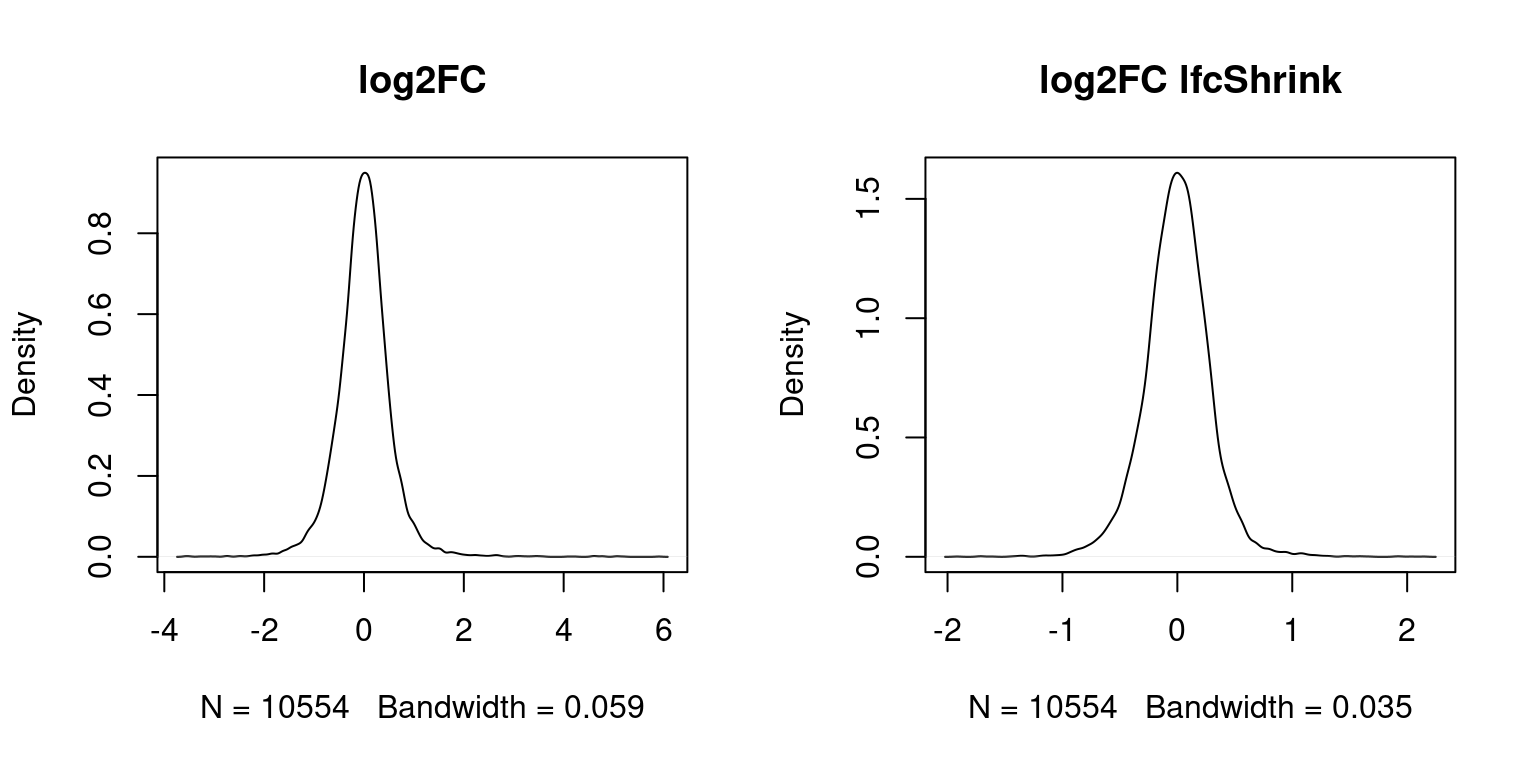 log2FC
Density
0.0 0.2 0.4 0.6 0.8
-4 -2 0 2 4 6
N = 10554 Bandwidth = 0.059
log2FC lfcShrink
Density
0.0 0.5 1.0 1.5
-2 -1 0 1 2
N = 10554 Bandwidth = 0.035